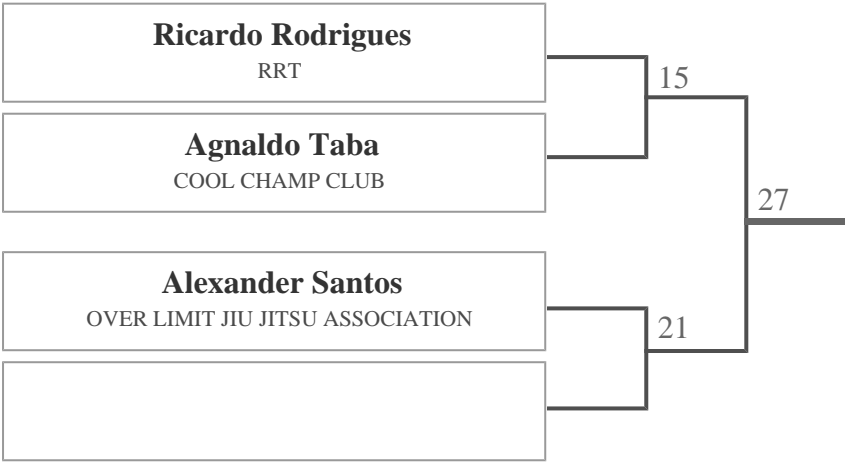 Ricardo Rodrigues
RRT
15
Agnaldo Taba
COOL CHAMP CLUB
27
Alexander Santos
OVER LIMIT JIU JITSU ASSOCIATION
21